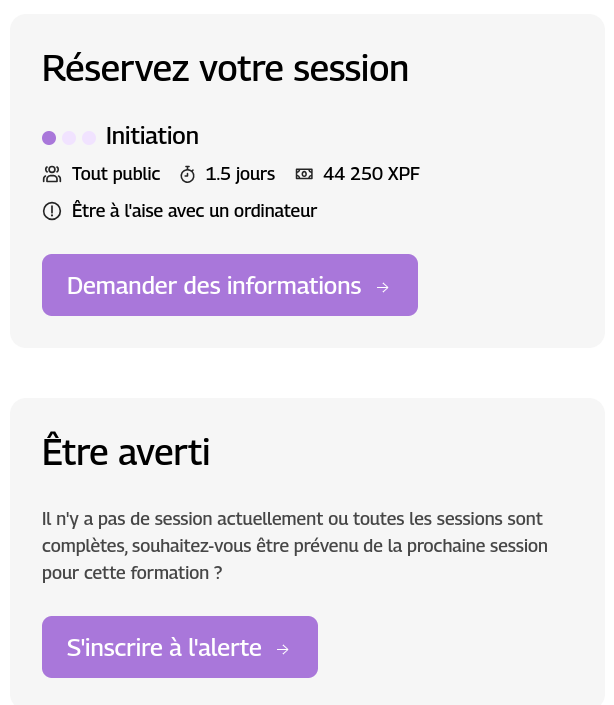 Réservez votre session
Initiation
Tout public 1.5 jours 44 250 XPF
Être à l'aise avec un ordinateur
Demander des informations →
Être averti
Il n'y a pas de session actuellement ou toutes les sessions sont
complètes, souhaitez-vous être prévenu de la prochaine session
pour cette formation ?
S'inscrire à l'alerte →